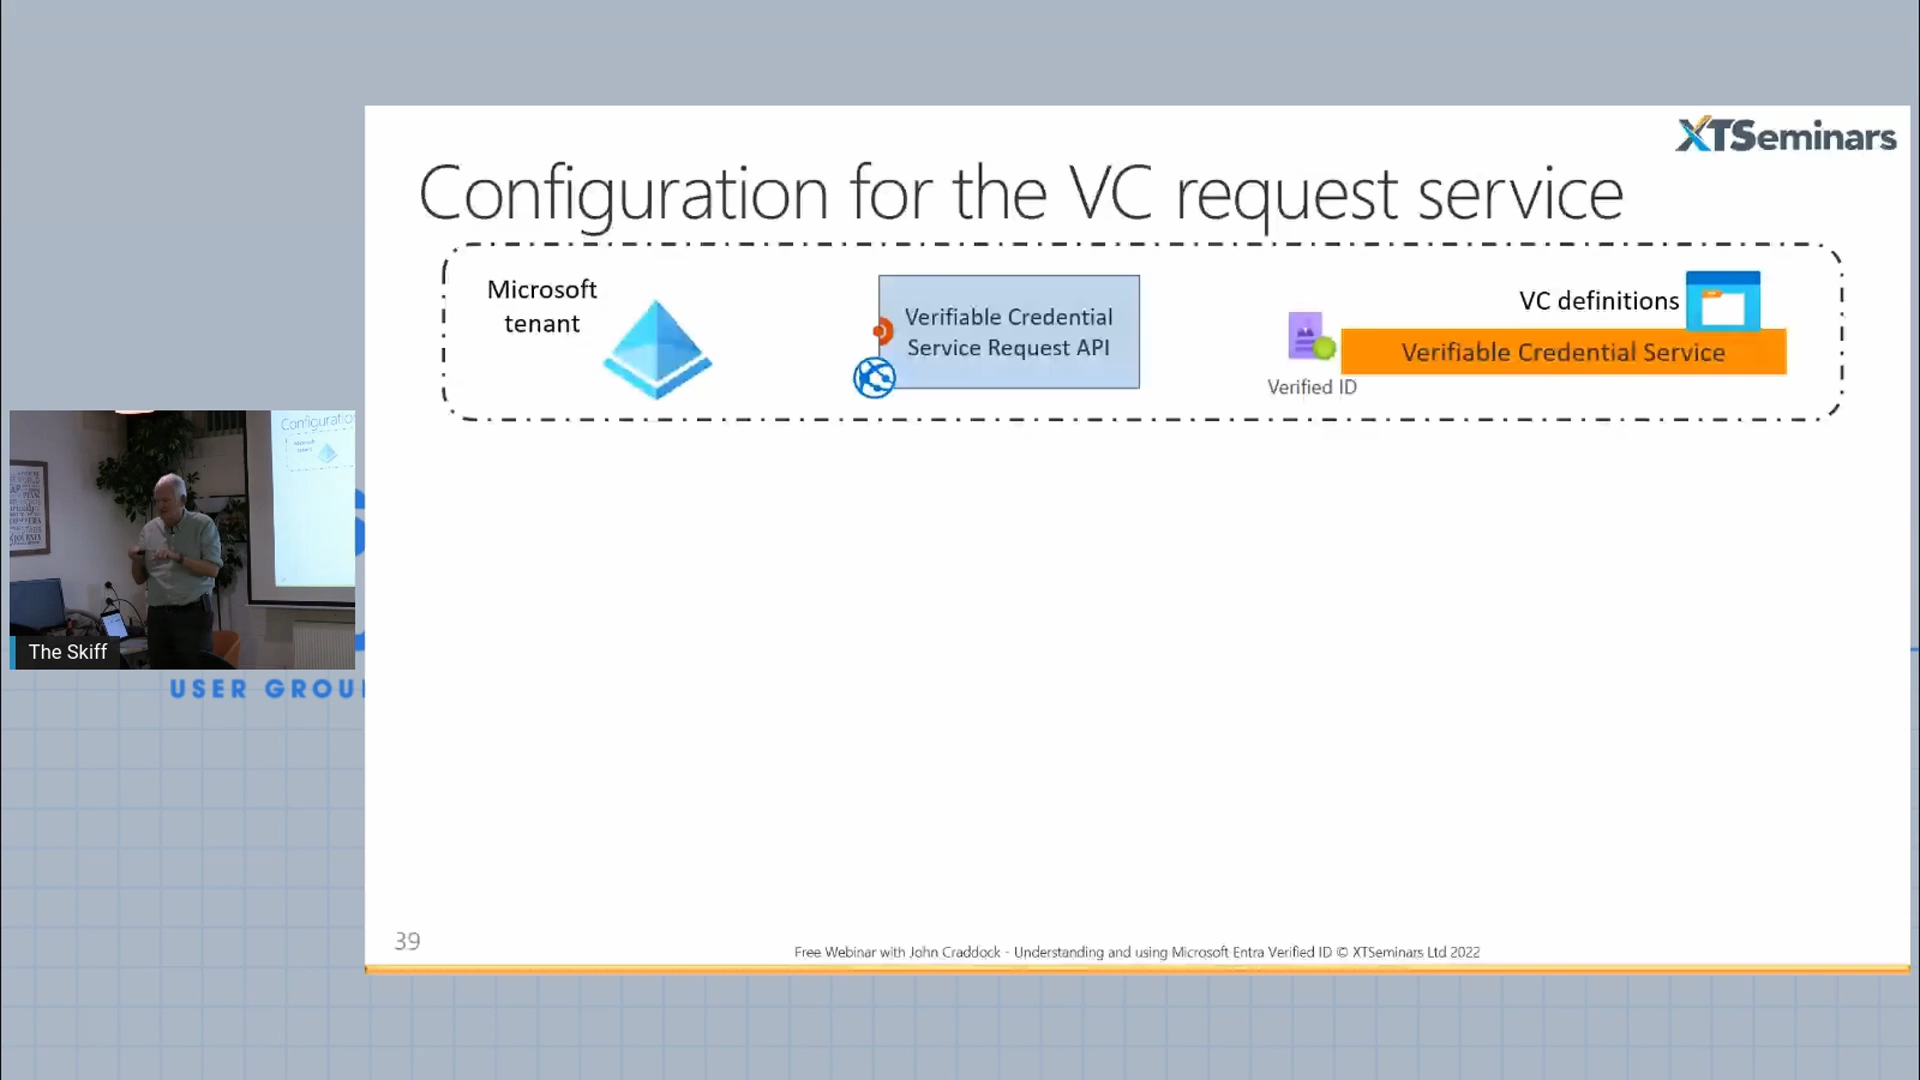 XTSeminars
Configuration for the VC request service
Microsoft
tenant
Verifiable Credential
Service Request API
VC definitions
Verifiable Credential Service
Verified ID
Configuratio
The Skiff
USER GROU
39
Free Webinar with John Craddock - Understanding and using Microsoft Entra Verified ID © XTSeminars Ltd 2022